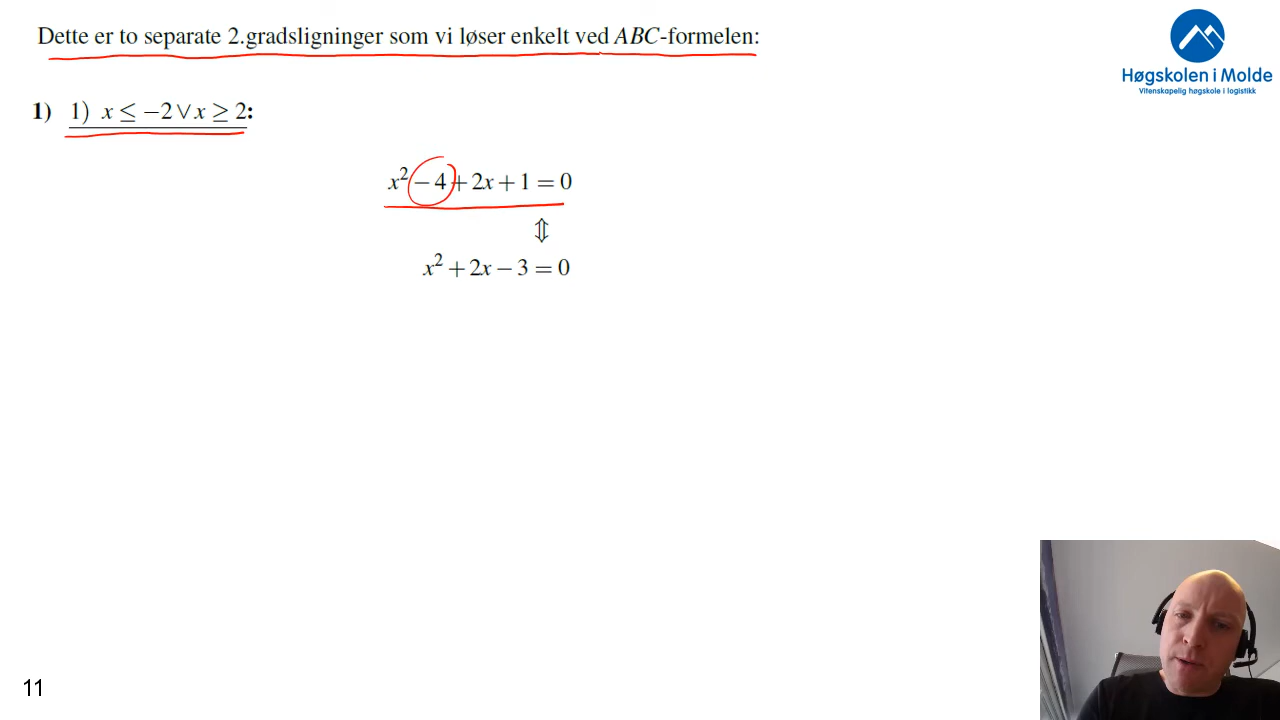 Dette er to separate 2.gradsligninger som vi løser enkelt ved ABC-formelen:
Høgskolen i Molde
Vitenskapelig høgskole i logistikk
1) 1) x ≤ −2 ∨ x ≥ 2:
x² − 4 + 2x + 1 = 0
⇕
x² + 2x − 3 = 0
11